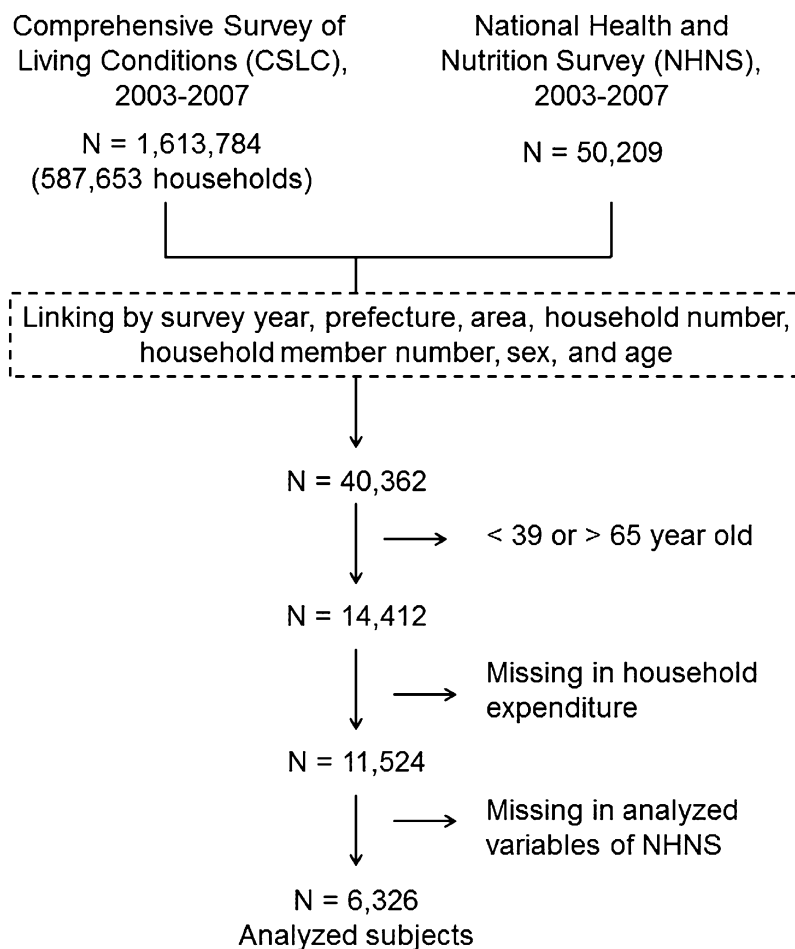 Comprehensive Survey of
Living Conditions (CSLC),
2003-2007
N = 1,613,784
(587,653 households)
National Health and
Nutrition Survey (NHNS),
2003-2007
N = 50,209
Linking by survey year, prefecture, area, household number,
household member number, sex, and age
N = 40,362
< 39 or > 65 year old
N = 14,412
Missing in household
expenditure
N = 11,524
Missing in analyzed
variables of NHNS
N = 6,326
Analyzed subjects